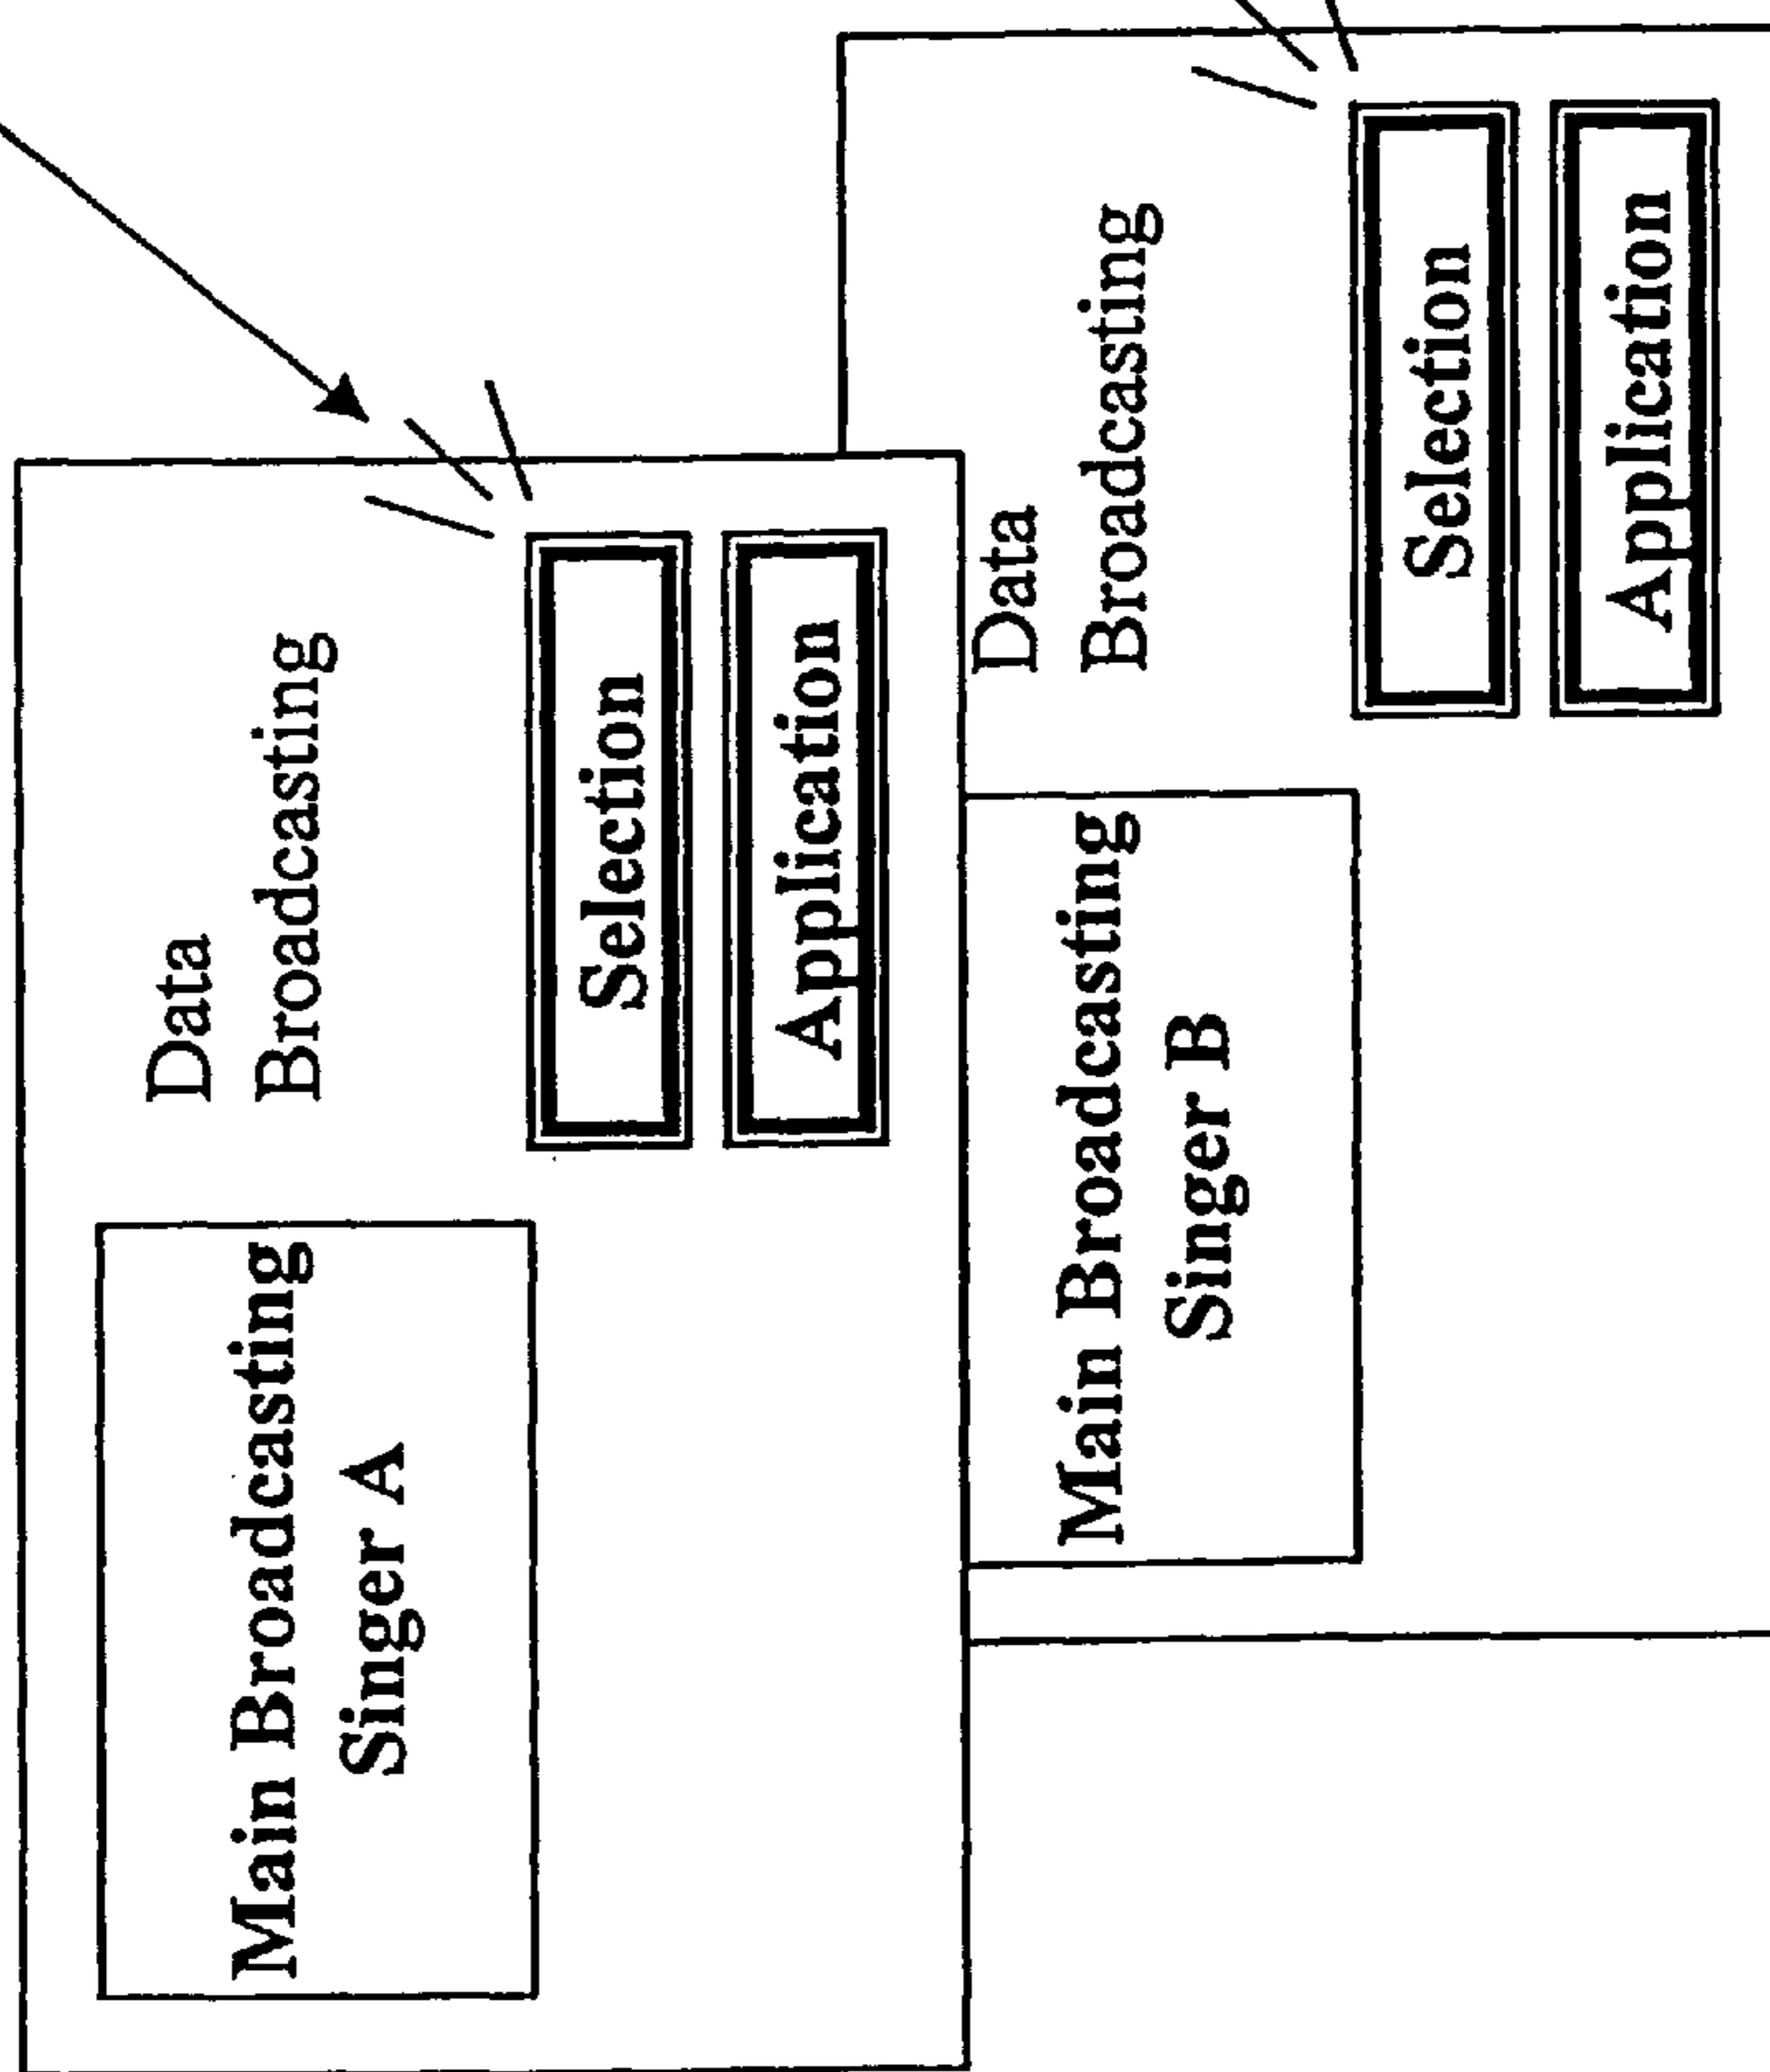 Main Broadcasting
Singer A
Data
Broadcasting
Selection
Application
Main Broadcasting
Singer B
Data
Broadcasting
Selection
Application